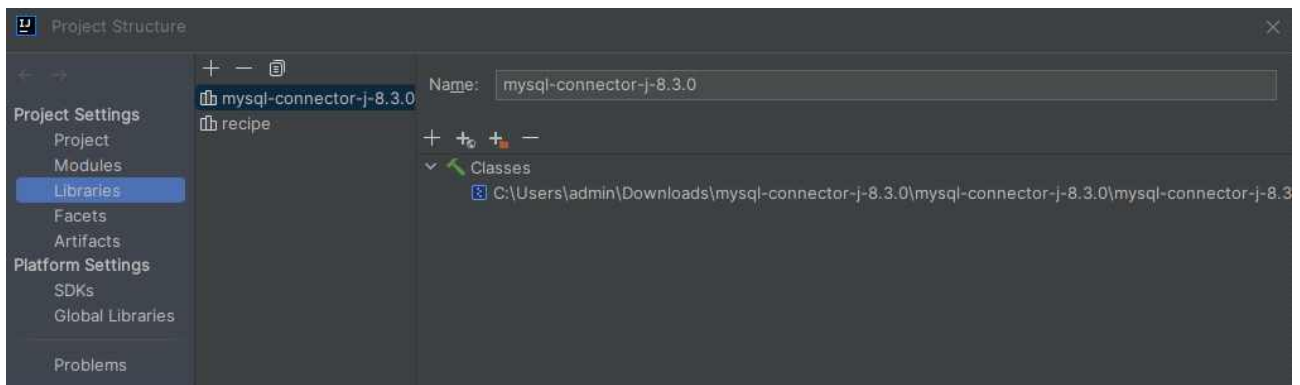 Project Structure
Project Settings
Project
Modules
Libraries
Facets
Artifacts
Platform Settings
SDKs
Global Libraries
Problems
mysql-connector-j-8.3.0
recipe
Name: mysql-connector-j-8.3.0
Classes
C:\Users\admin\Downloads\mysql-connector-j-8.3.0\mysql-connector-j-8.3.0\mysql-connector-j-8.3